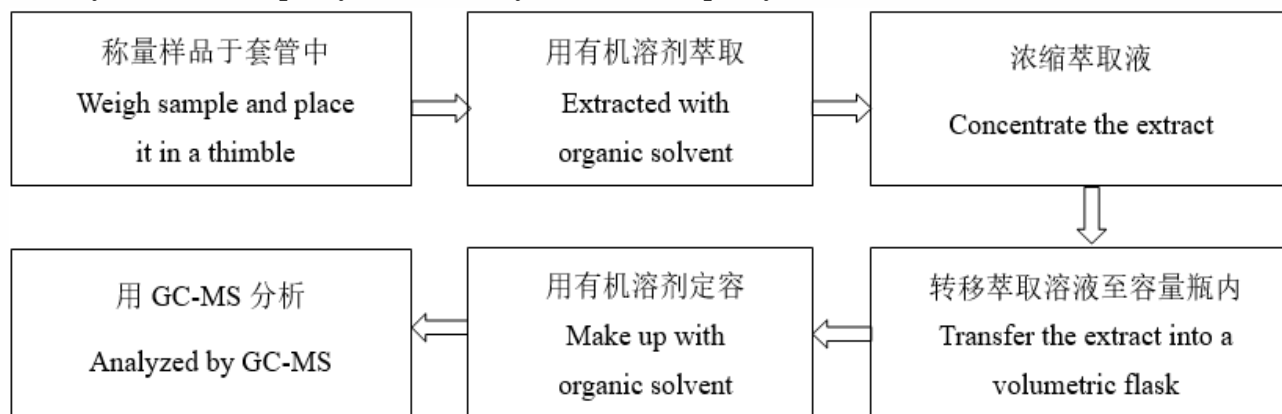 称量样品于套管中
Weigh sample and place
it in a thimble
用有机溶剂萃取
Extracted with
organic solvent
浓缩萃取液
Concentrate the extract
转移萃取溶液至容量瓶内
Transfer the extract into a
volumetric flask
用有机溶剂定容
Make up with
organic solvent
用 GC-MS 分析
Analyzed by GC-MS